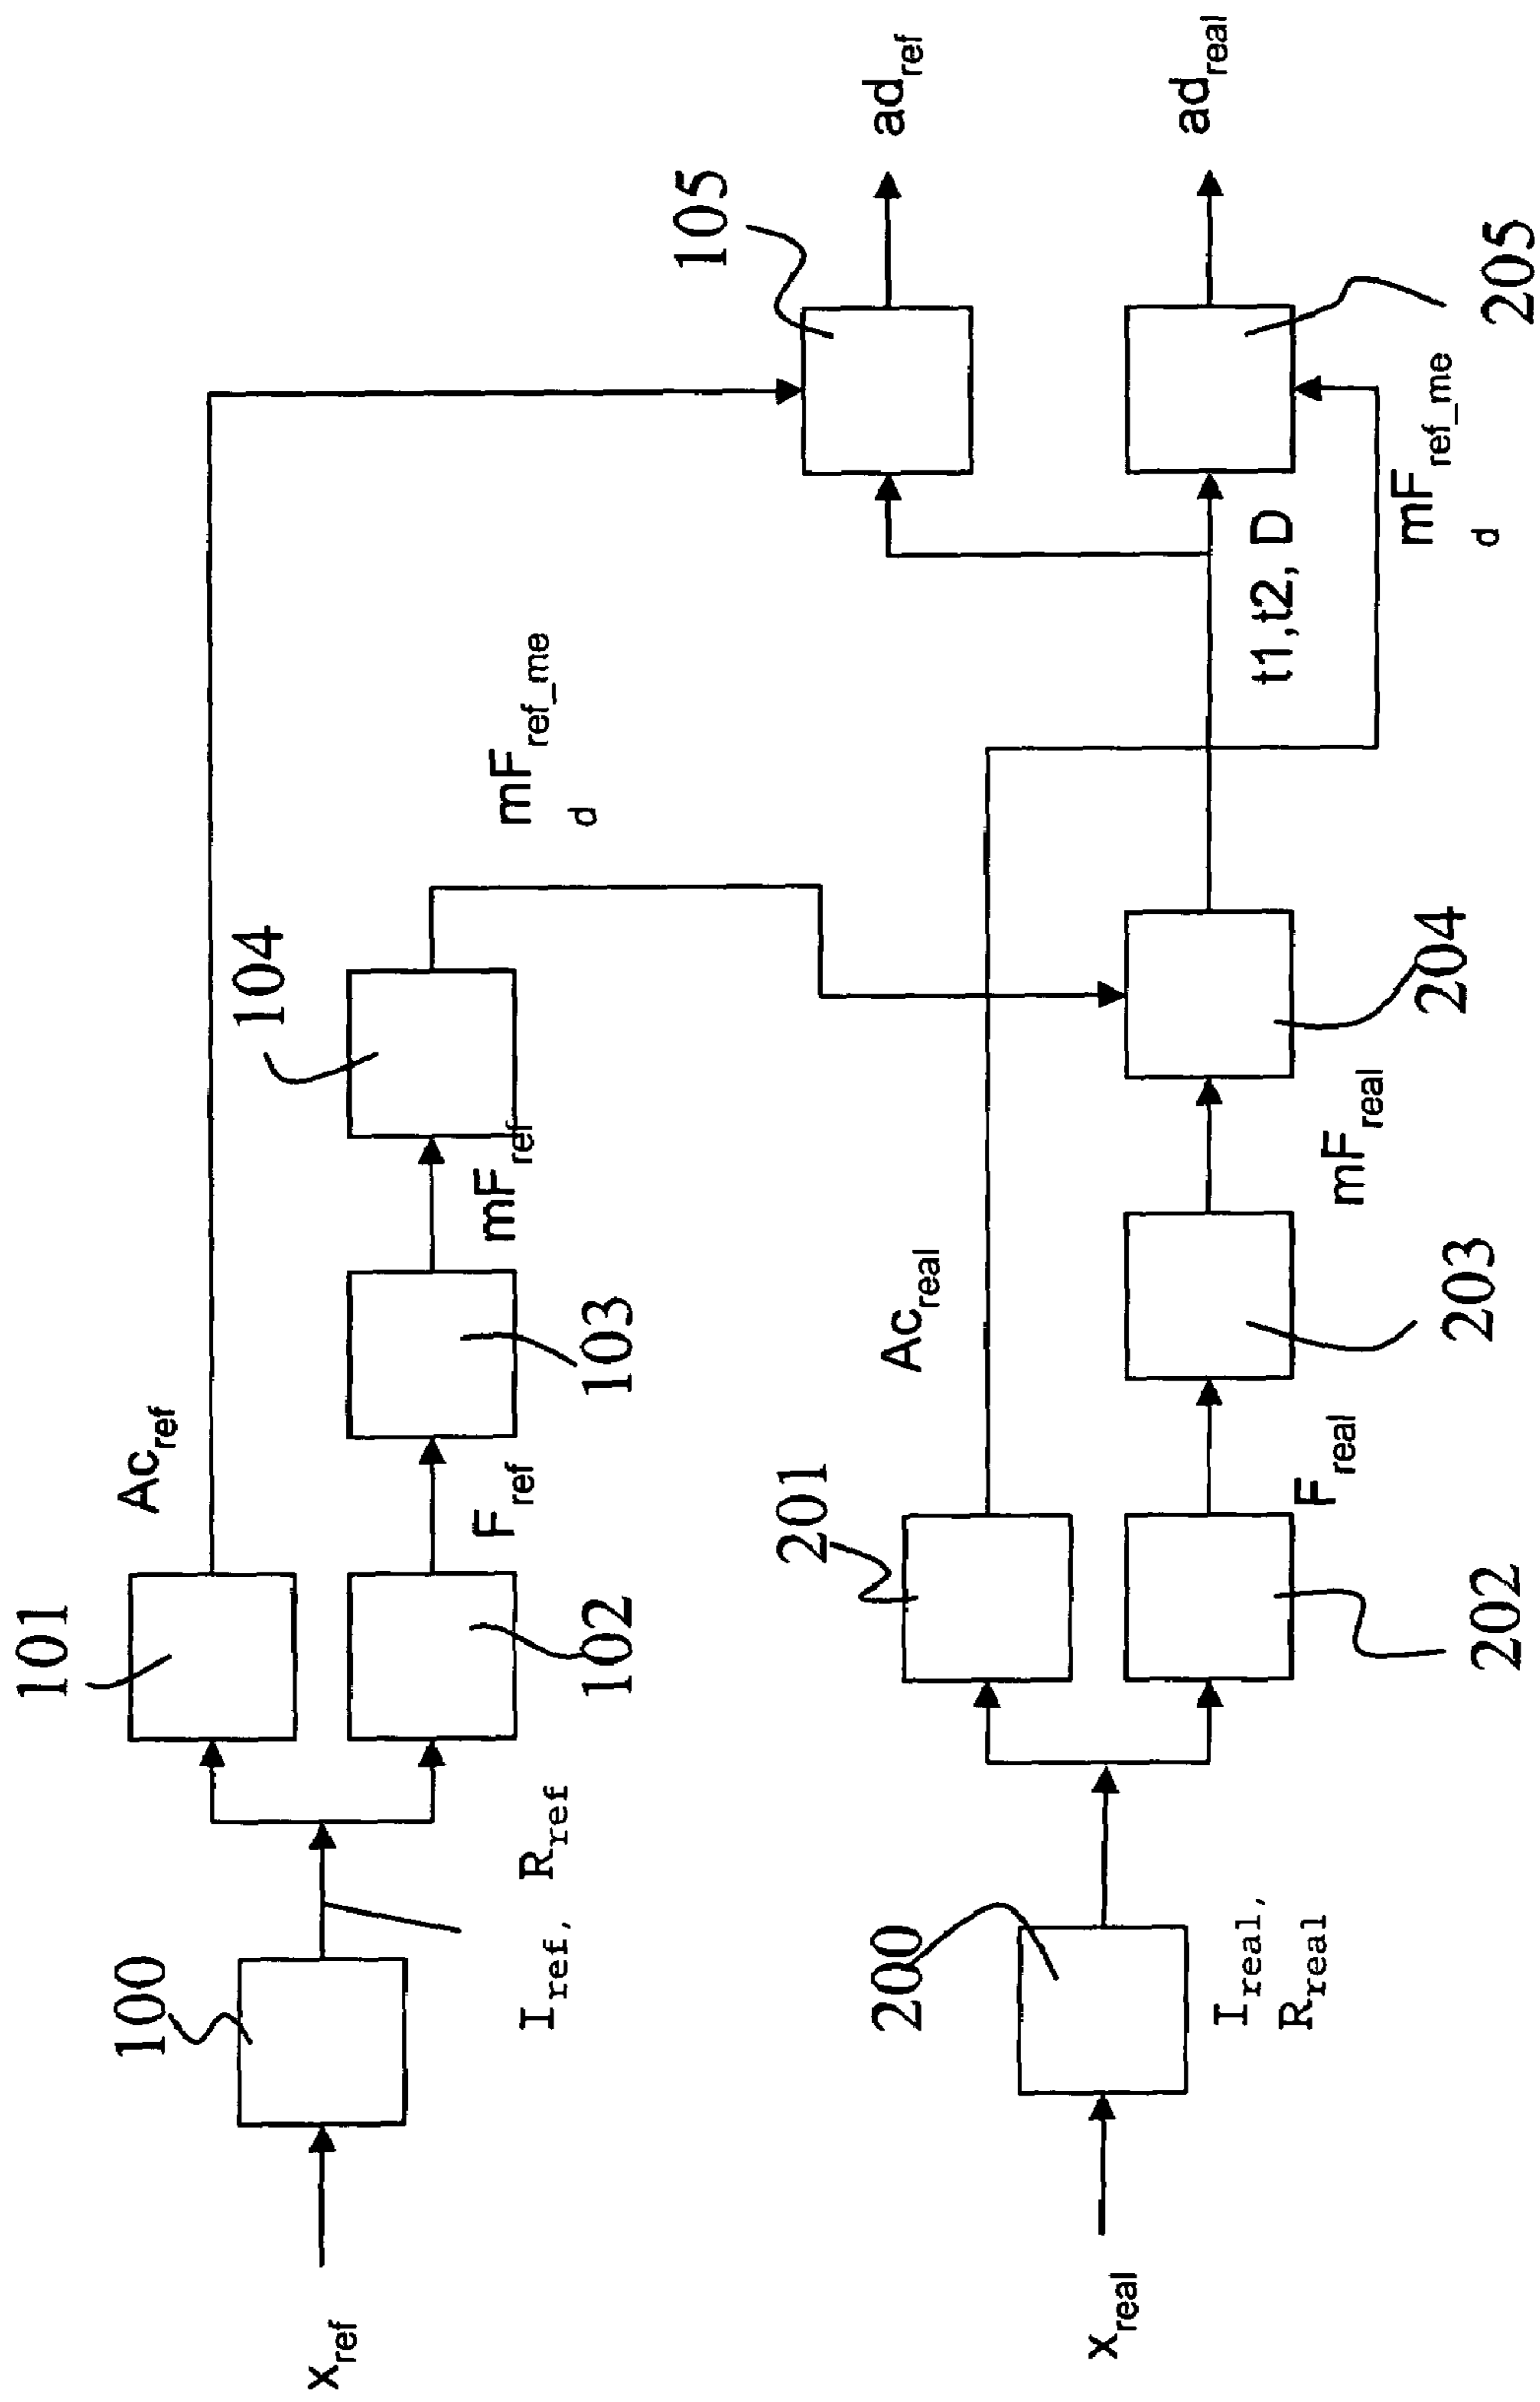 x_ref
100
I_ref, R_ref
101
Ac_ref
102
F_ref
103
mF_ref
104
mF_ref_me
d
105
ad_ref
x_real
200
I_real,
R_real
201
Ac_real
202
F_real
203
mF_real
204
t1,t2, D
mF_ref_me
d
205
ad_real